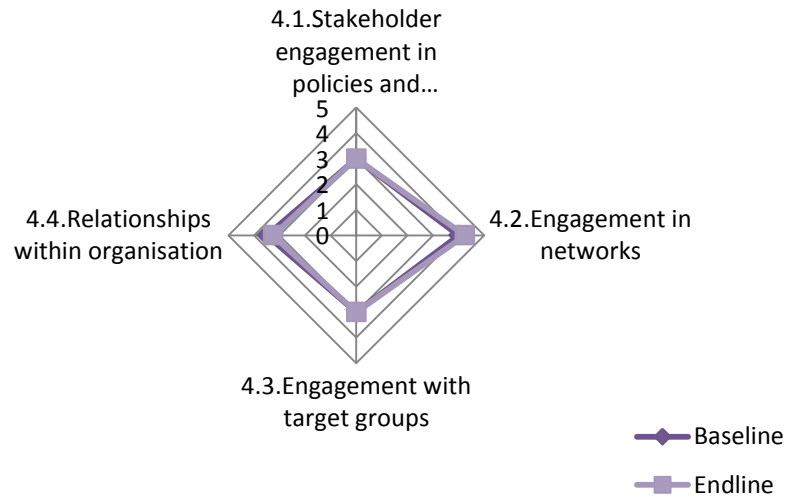 4.1.Stakeholder
engagement in
policies and...
5
4
3
2
1
0
4.4.Relationships
within organisation
4.2.Engagement in
networks
4.3.Engagement with
target groups
Baseline
Endline